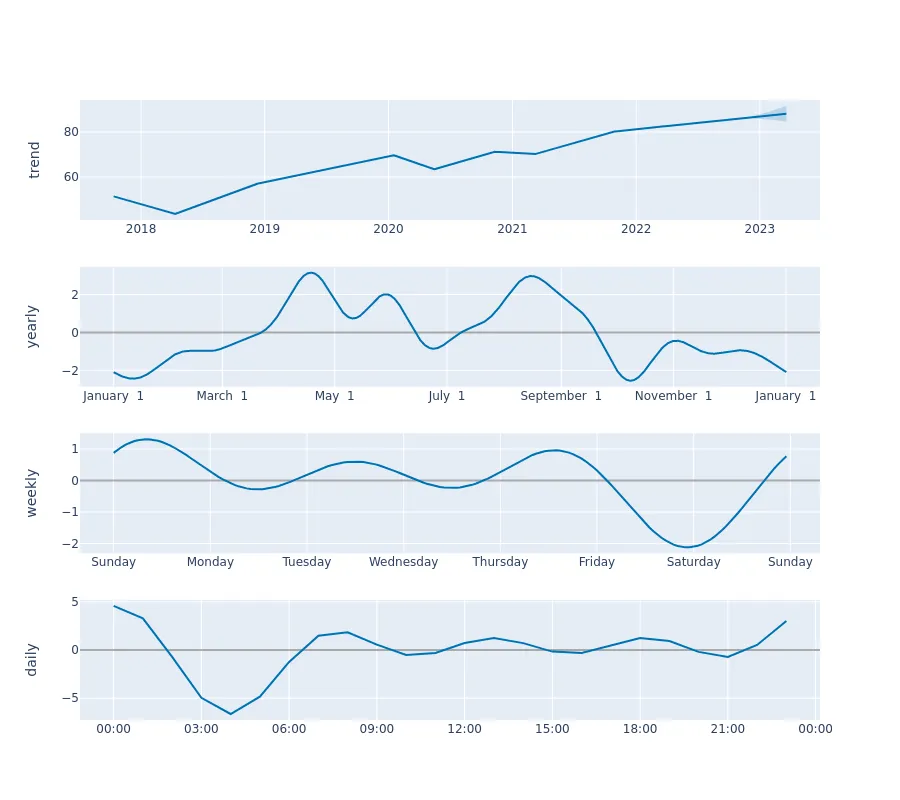 trend
80
60
2018 2019 2020 2021 2022 2023
yearly
2
0
−2
January 1 March 1 May 1 July 1 September 1 November 1 January 1
weekly
1
0
−1
−2
Sunday Monday Tuesday Wednesday Thursday Friday Saturday Sunday
daily
5
0
−5
00:00 03:00 06:00 09:00 12:00 15:00 18:00 21:00 00:00